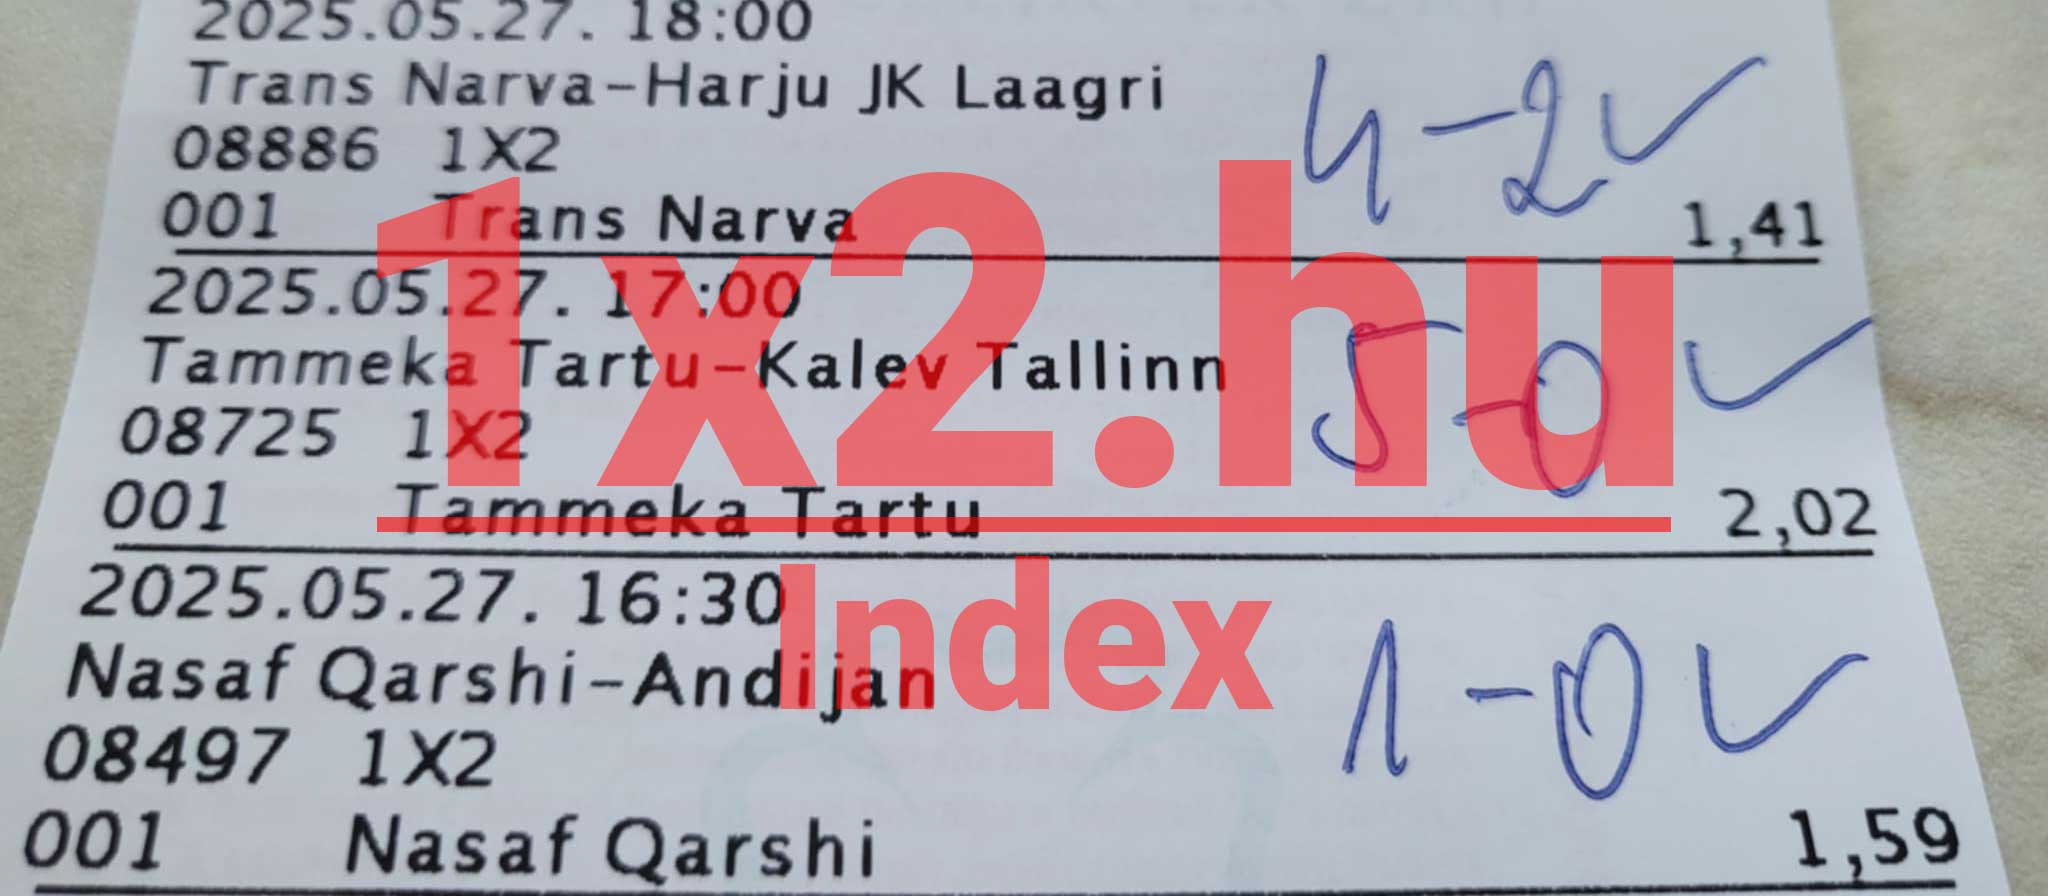 2025.05.27. 18:00
Trans Narva-Harju JK Laagri 4-2
08886 1X2
001 Trans Narva 1,41
2025.05.27. 17:00
Tammeka Tartu-Kalev Tallinn 5-0
08725 1X2
001 Tammeka Tartu 2,02
2025.05.27. 16:30
Nasaf Qarshi-Andijan 1-0
08497 1X2
001 Nasaf Qarshi 1,59
1x2.hu
Index